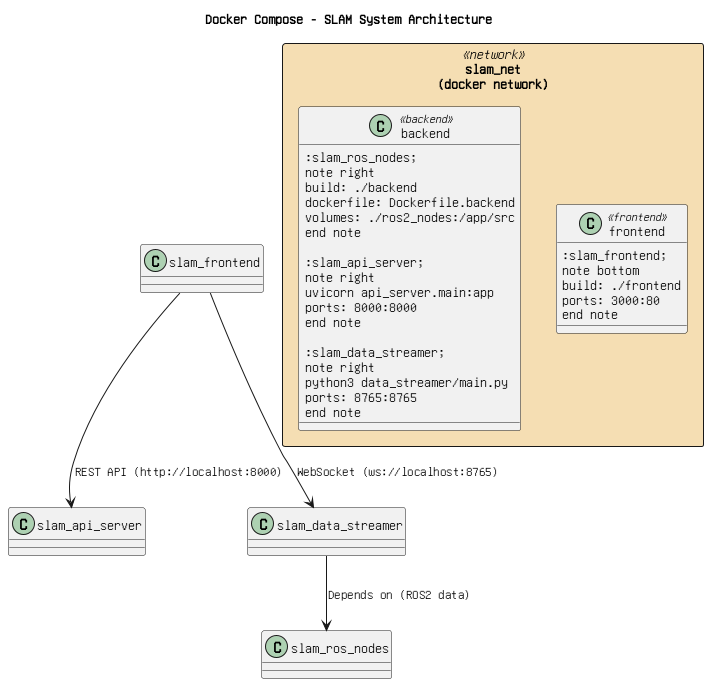 Docker Compose - SLAM System Architecture
«network»
slam_net
(docker network)
C «backend»
backend
:slam_ros_nodes;
note right
build: ./backend
dockerfile: Dockerfile.backend
volumes: ./ros2_nodes:/app/src
end note
:slam_api_server;
note right
uvicorn api_server.main:app
ports: 8000:8000
end note
:slam_data_streamer;
note right
python3 data_streamer/main.py
ports: 8765:8765
end note
C «frontend»
frontend
:slam_frontend;
note bottom
build: ./frontend
ports: 3000:80
end note
C slam_frontend
REST API (http://localhost:8000)
WebSocket (ws://localhost:8765)
C slam_api_server
C slam_data_streamer
Depends on (ROS2 data)
C slam_ros_nodes